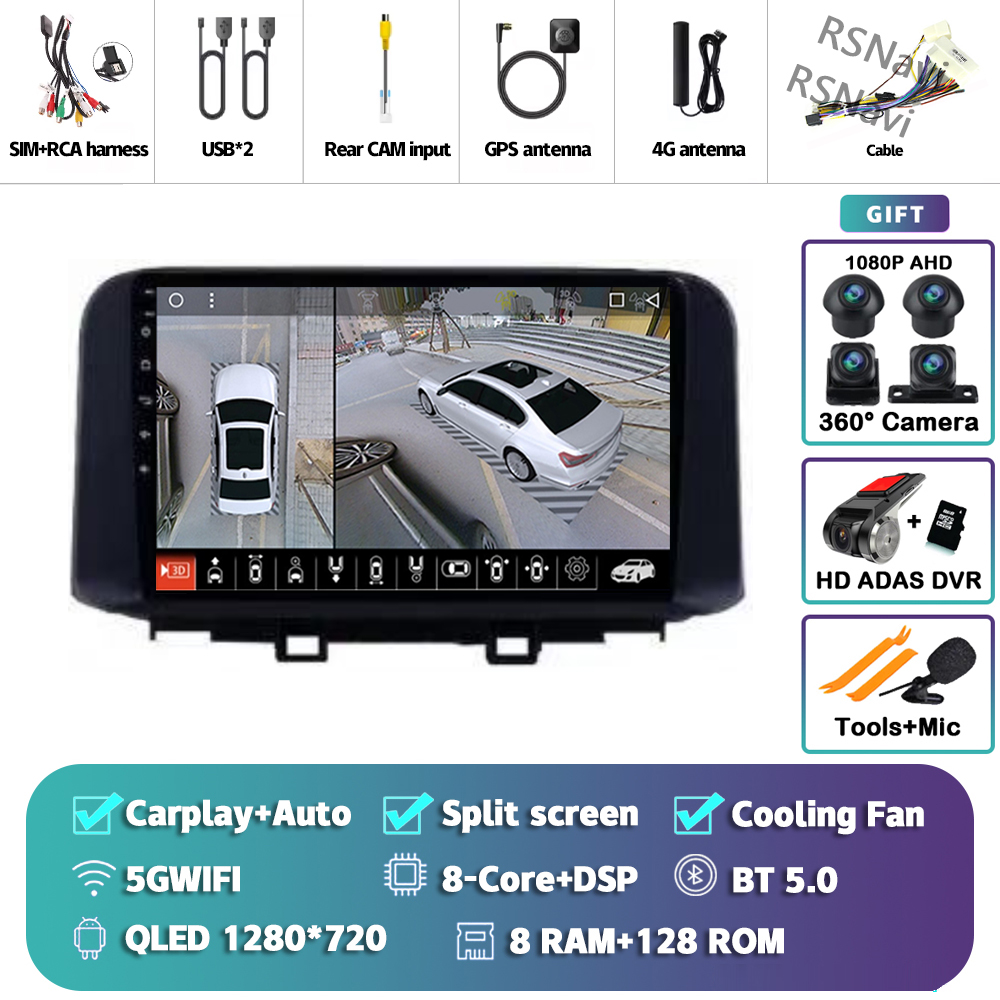 RSNavi
RSNavi
SIM+RCA harness
USB*2
Rear CAM input
GPS antenna
4G antenna
Cable
GIFT
1080P AHD
360° Camera
3D
+
HD ADAS DVR
Tools+Mic
Carplay+Auto
Split screen
Cooling Fan
5GWIFI
8-Core+DSP
BT 5.0
QLED 1280*720
8 RAM+128 ROM